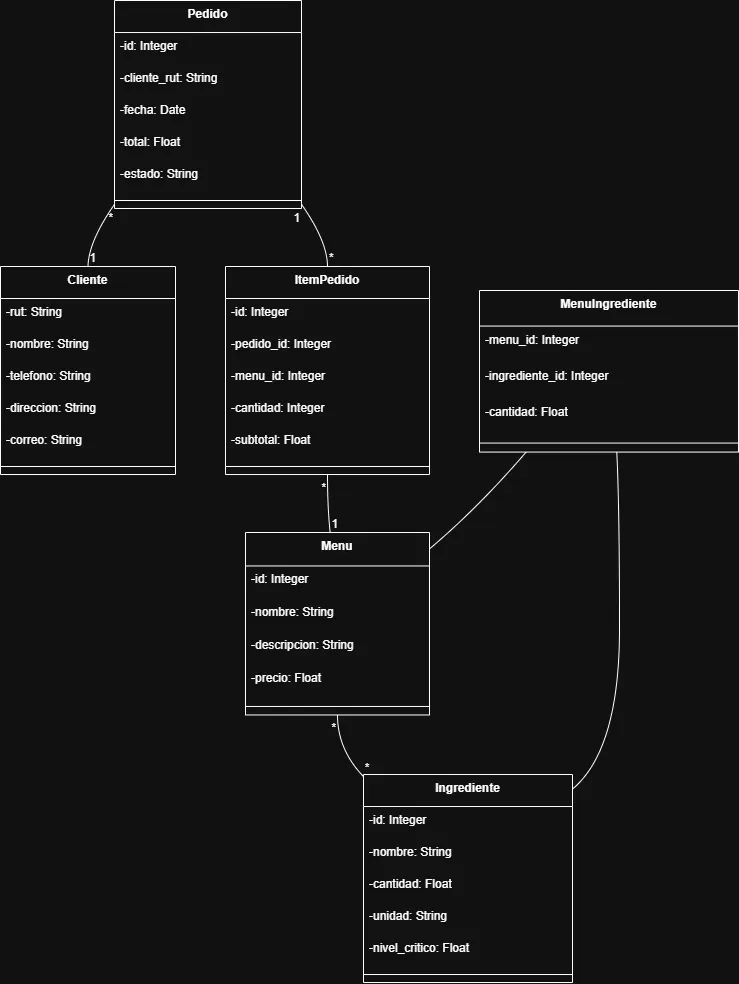 Pedido
-id: Integer
-cliente_rut: String
-fecha: Date
-total: Float
-estado: String
*
1
1
*
Cliente
-rut: String
-nombre: String
-telefono: String
-direccion: String
-correo: String
ItemPedido
-id: Integer
-pedido_id: Integer
-menu_id: Integer
-cantidad: Integer
-subtotal: Float
MenuIngrediente
-menu_id: Integer
-ingrediente_id: Integer
-cantidad: Float
*
1
Menu
-id: Integer
-nombre: String
-descripcion: String
-precio: Float
*
*
Ingrediente
-id: Integer
-nombre: String
-cantidad: Float
-unidad: String
-nivel_critico: Float